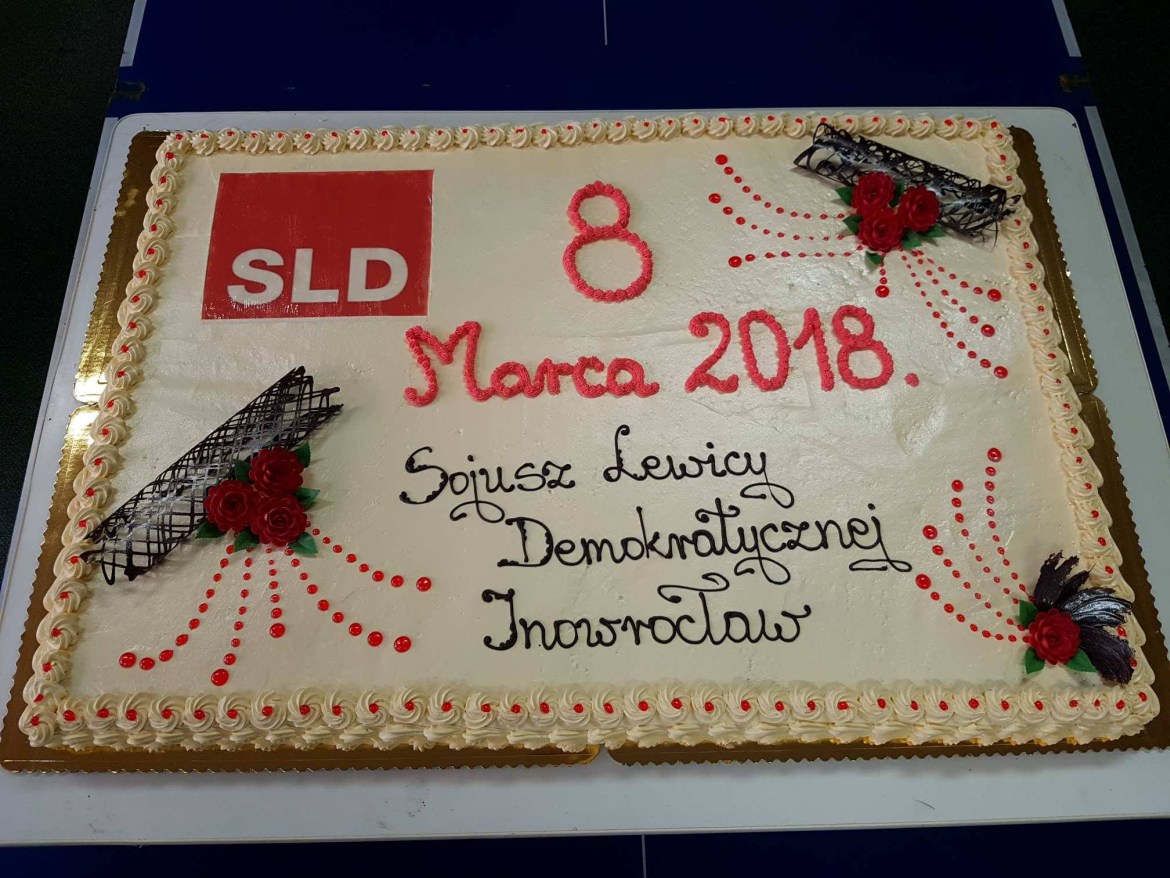 SLD
8
Marca 2018.
Sojusz Lewicy
Demokratycznej
Inowrocław